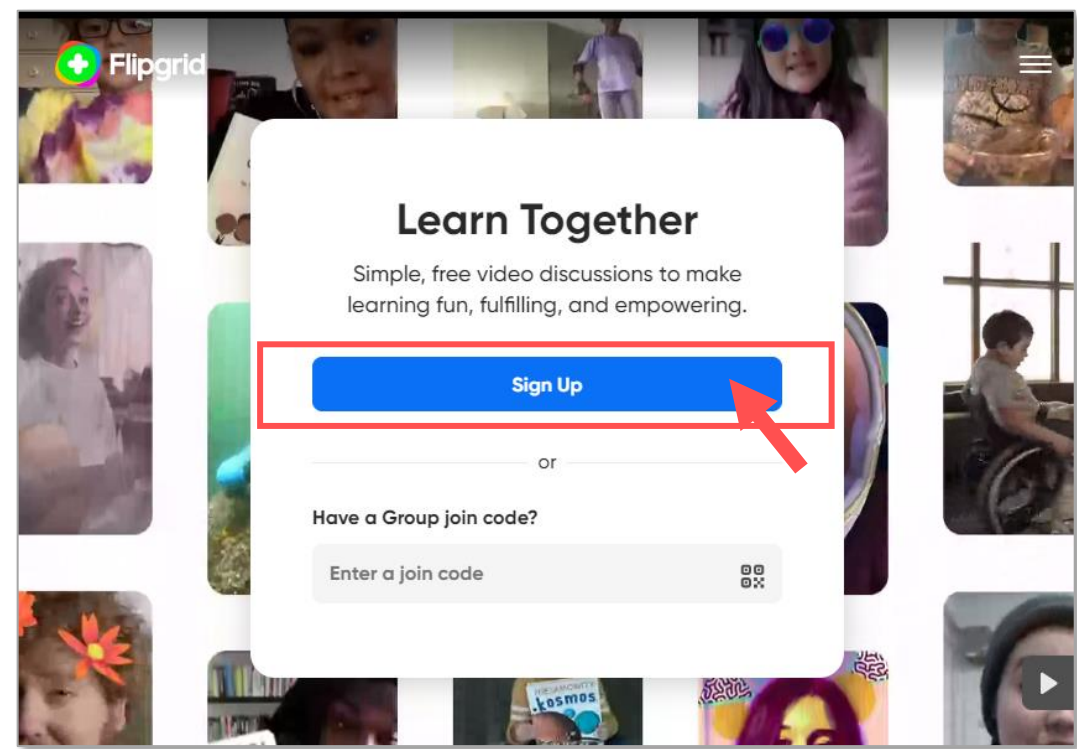 Flipgrid
Learn Together
Simple, free video discussions to make
learning fun, fulfilling, and empowering.
Sign Up
or
Have a Group join code?
Enter a join code
kosmos